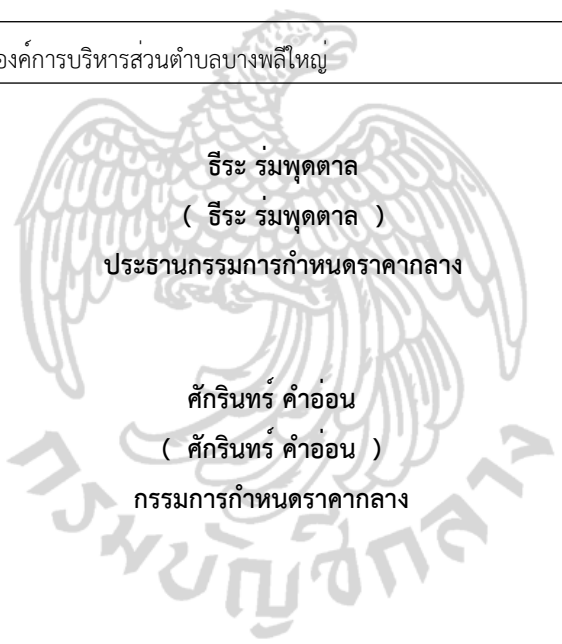 องค์การบริหารส่วนตำบลบางพลีใหญ่
ธีระ ร่มพุดตาล
( ธีระ ร่มพุดตาล )
ประธานกรรมการกำหนดราคากลาง
ศักรินทร์ คำอ่อน
( ศักรินทร์ คำอ่อน )
กรรมการกำหนดราคากลาง
กรมบัญชีกลาง